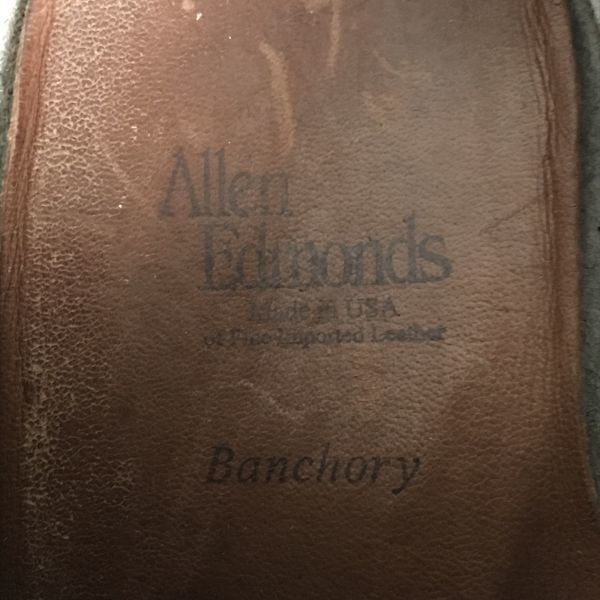 Allen
Edmonds
Made in USA
of Fine Imported Leather
Banchory